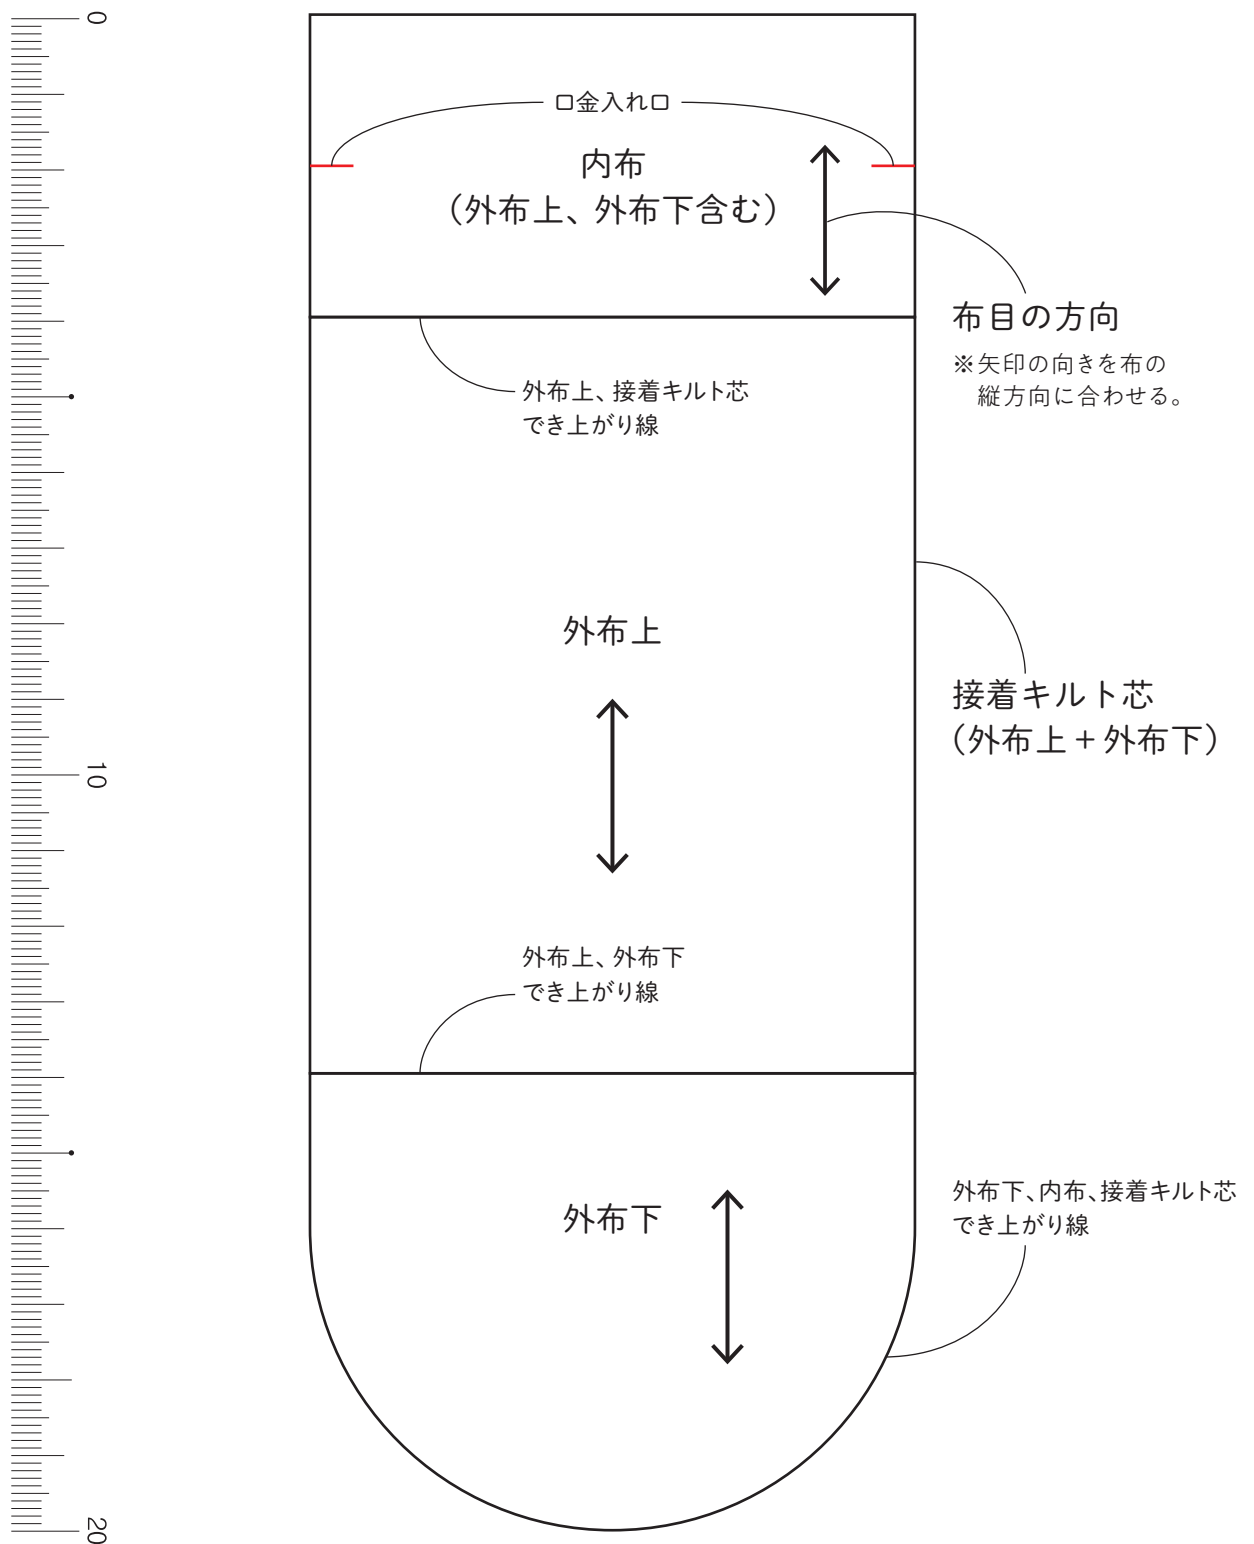 0
口金入れ口
内布
（外布上、外布下含む）
布目の方向
※矢印の向きを布の
縦方向に合わせる。
外布上、接着キルト芯
でき上がり線
外布上
接着キルト芯
（外布上＋外布下）
10
外布上、外布下
でき上がり線
外布下
外布下、内布、接着キルト芯
でき上がり線
20